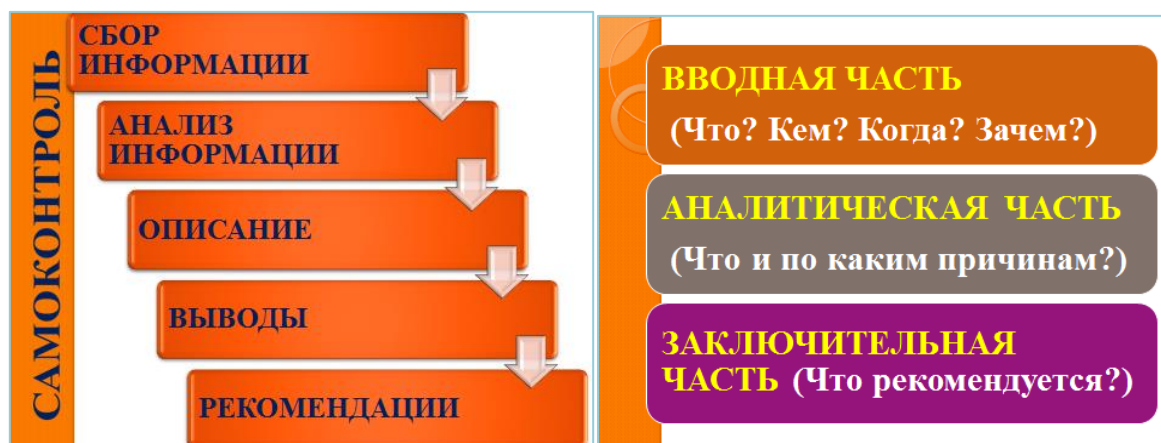 САМОКОНТРОЛЬ
СБОР
ИНФОРМАЦИИ
АНАЛИЗ
ИНФОРМАЦИИ
ОПИСАНИЕ
ВЫВОДЫ
РЕКОМЕНДАЦИИ
ВВОДНАЯ ЧАСТЬ
(Что? Кем? Когда? Зачем?)
АНАЛИТИЧЕСКАЯ ЧАСТЬ
(Что и по каким причинам?)
ЗАКЛЮЧИТЕЛЬНАЯ
ЧАСТЬ (Что рекомендуется?)